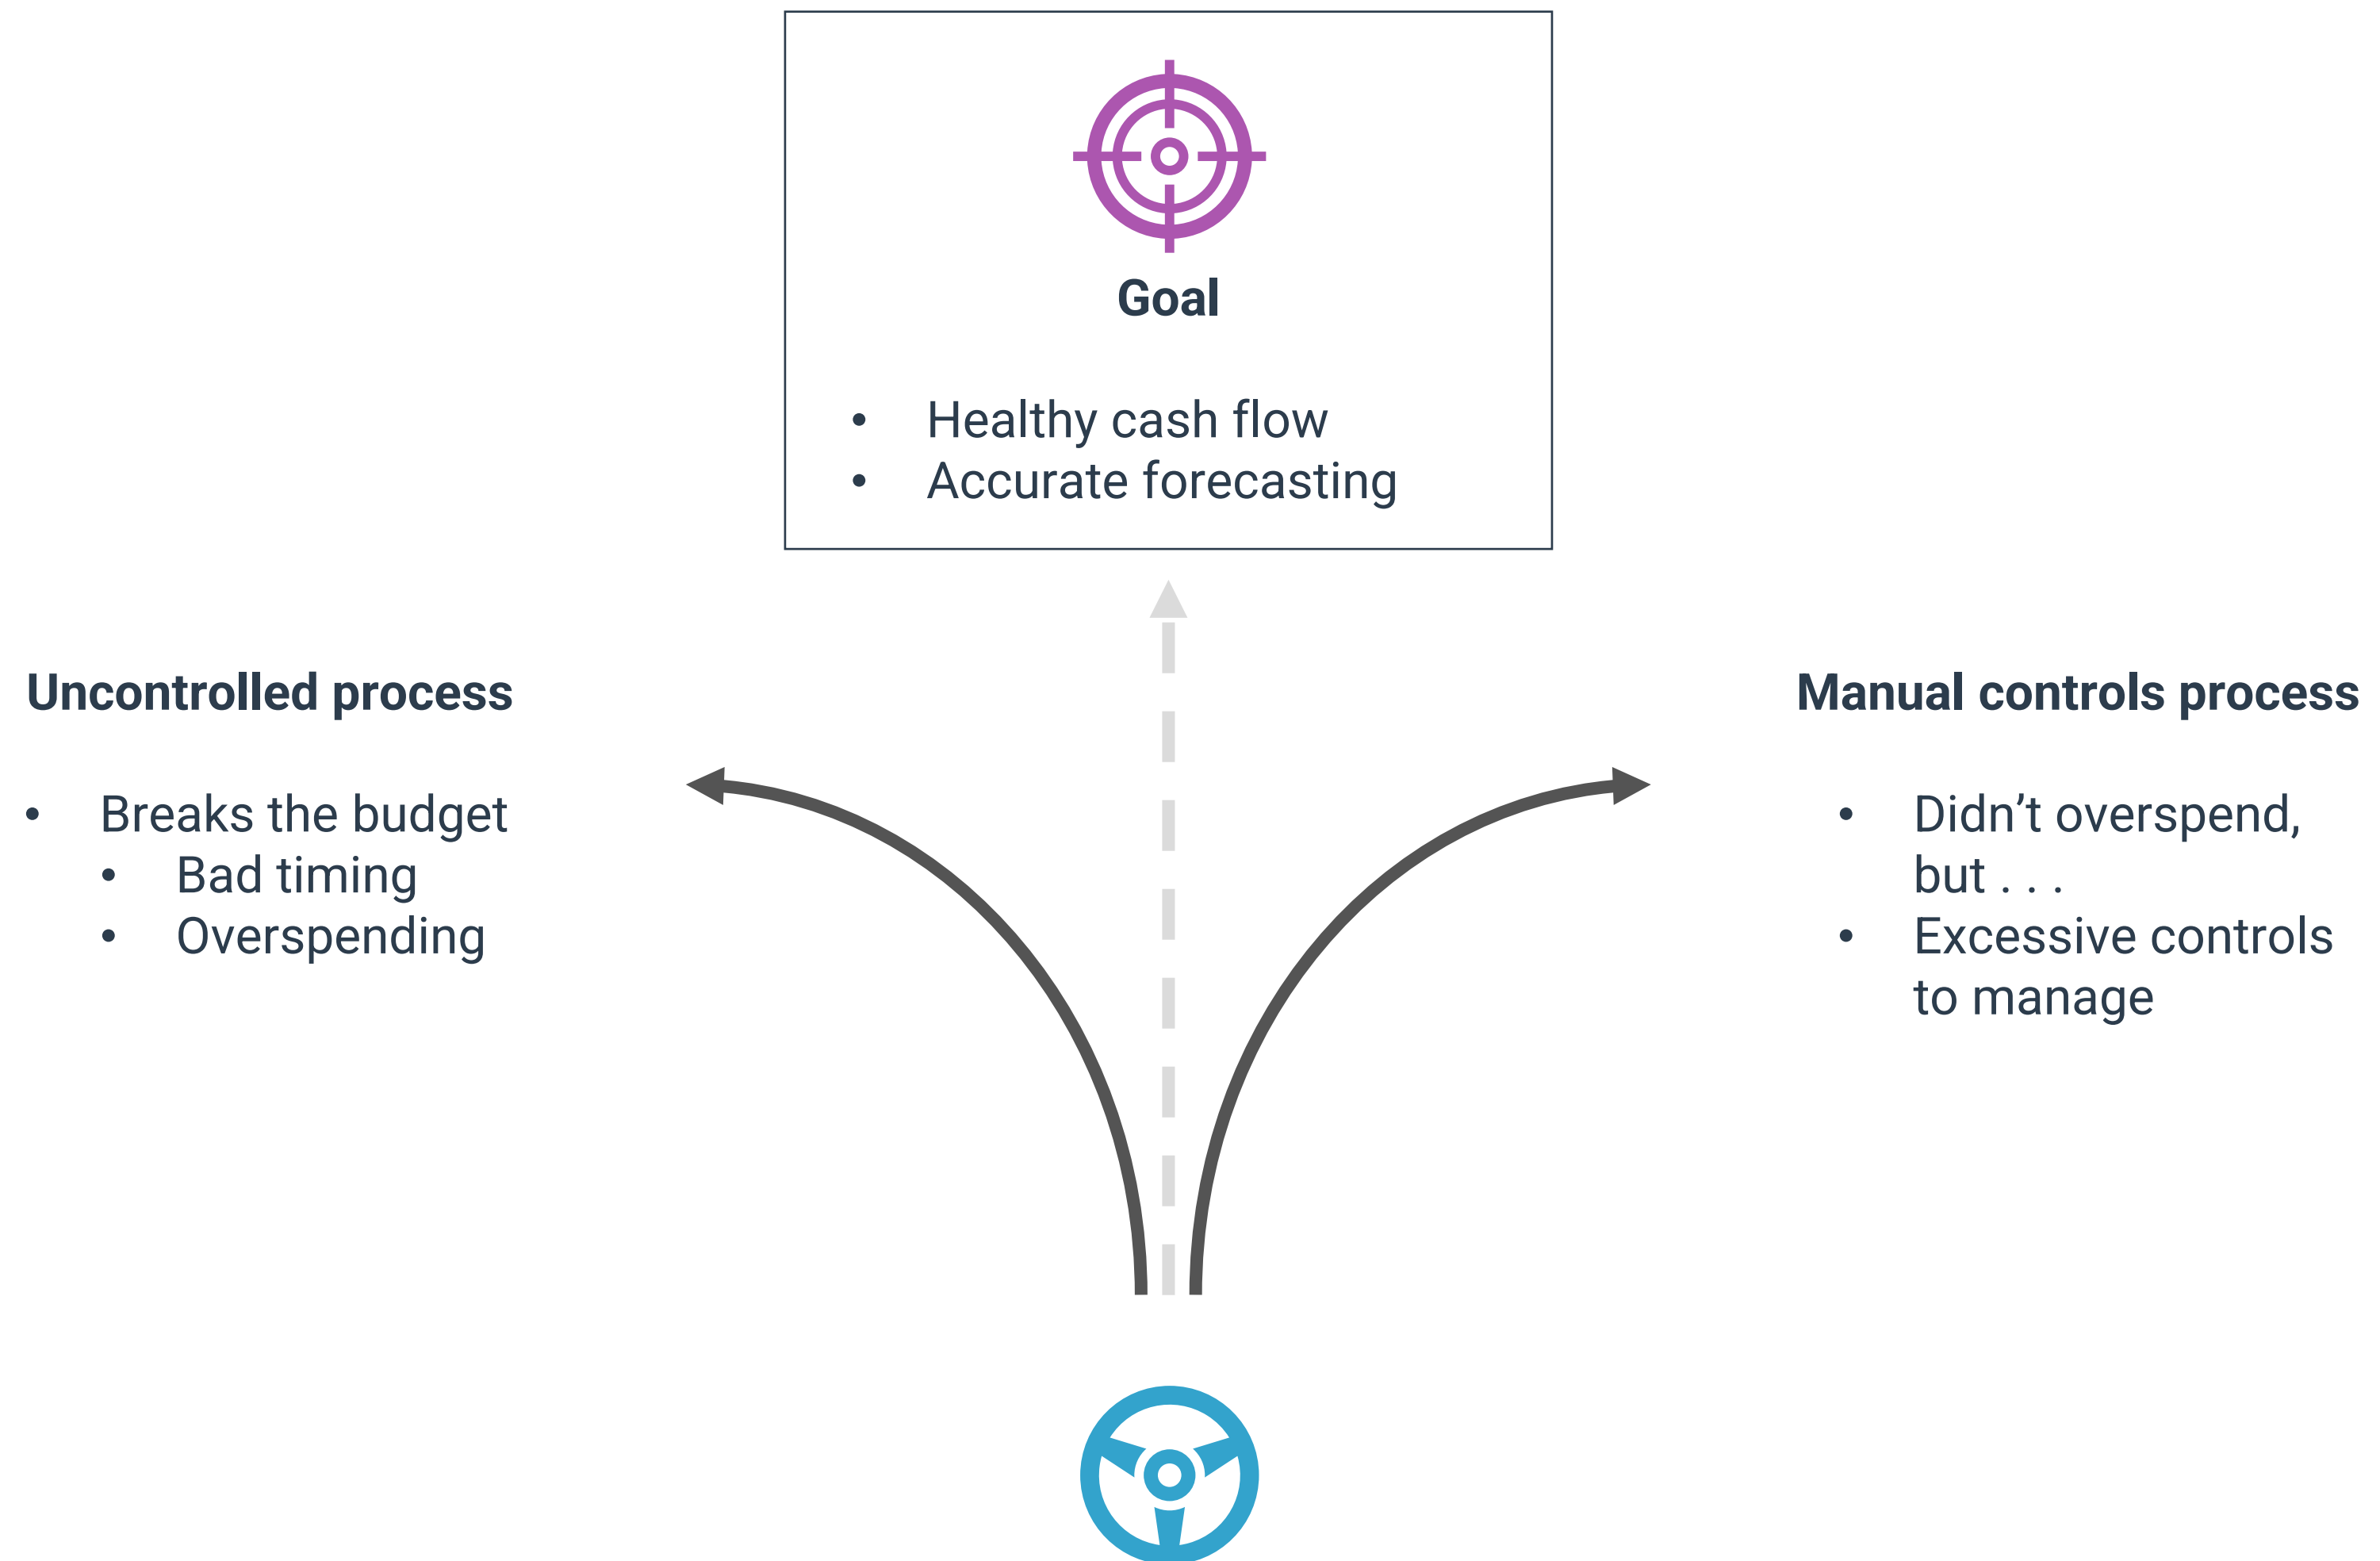 Goal
• Healthy cash flow
• Accurate forecasting
Uncontrolled process
• Breaks the budget
• Bad timing
• Overspending
Manual controls process
• Didn’t overspend,
but . . .
• Excessive controls
to manage